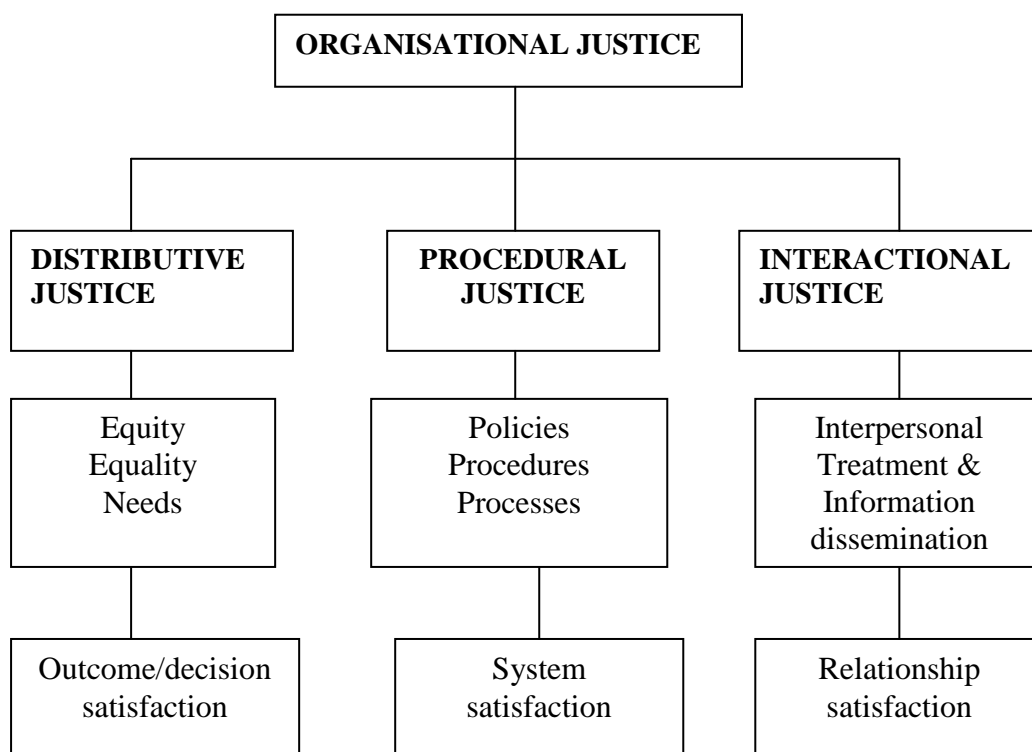 ORGANISATIONAL JUSTICE
DISTRIBUTIVE
JUSTICE
PROCEDURAL
JUSTICE
INTERACTIONAL
JUSTICE
Equity
Equality
Needs
Policies
Procedures
Processes
Interpersonal
Treatment &
Information
dissemination
Outcome/decision
satisfaction
System
satisfaction
Relationship
satisfaction